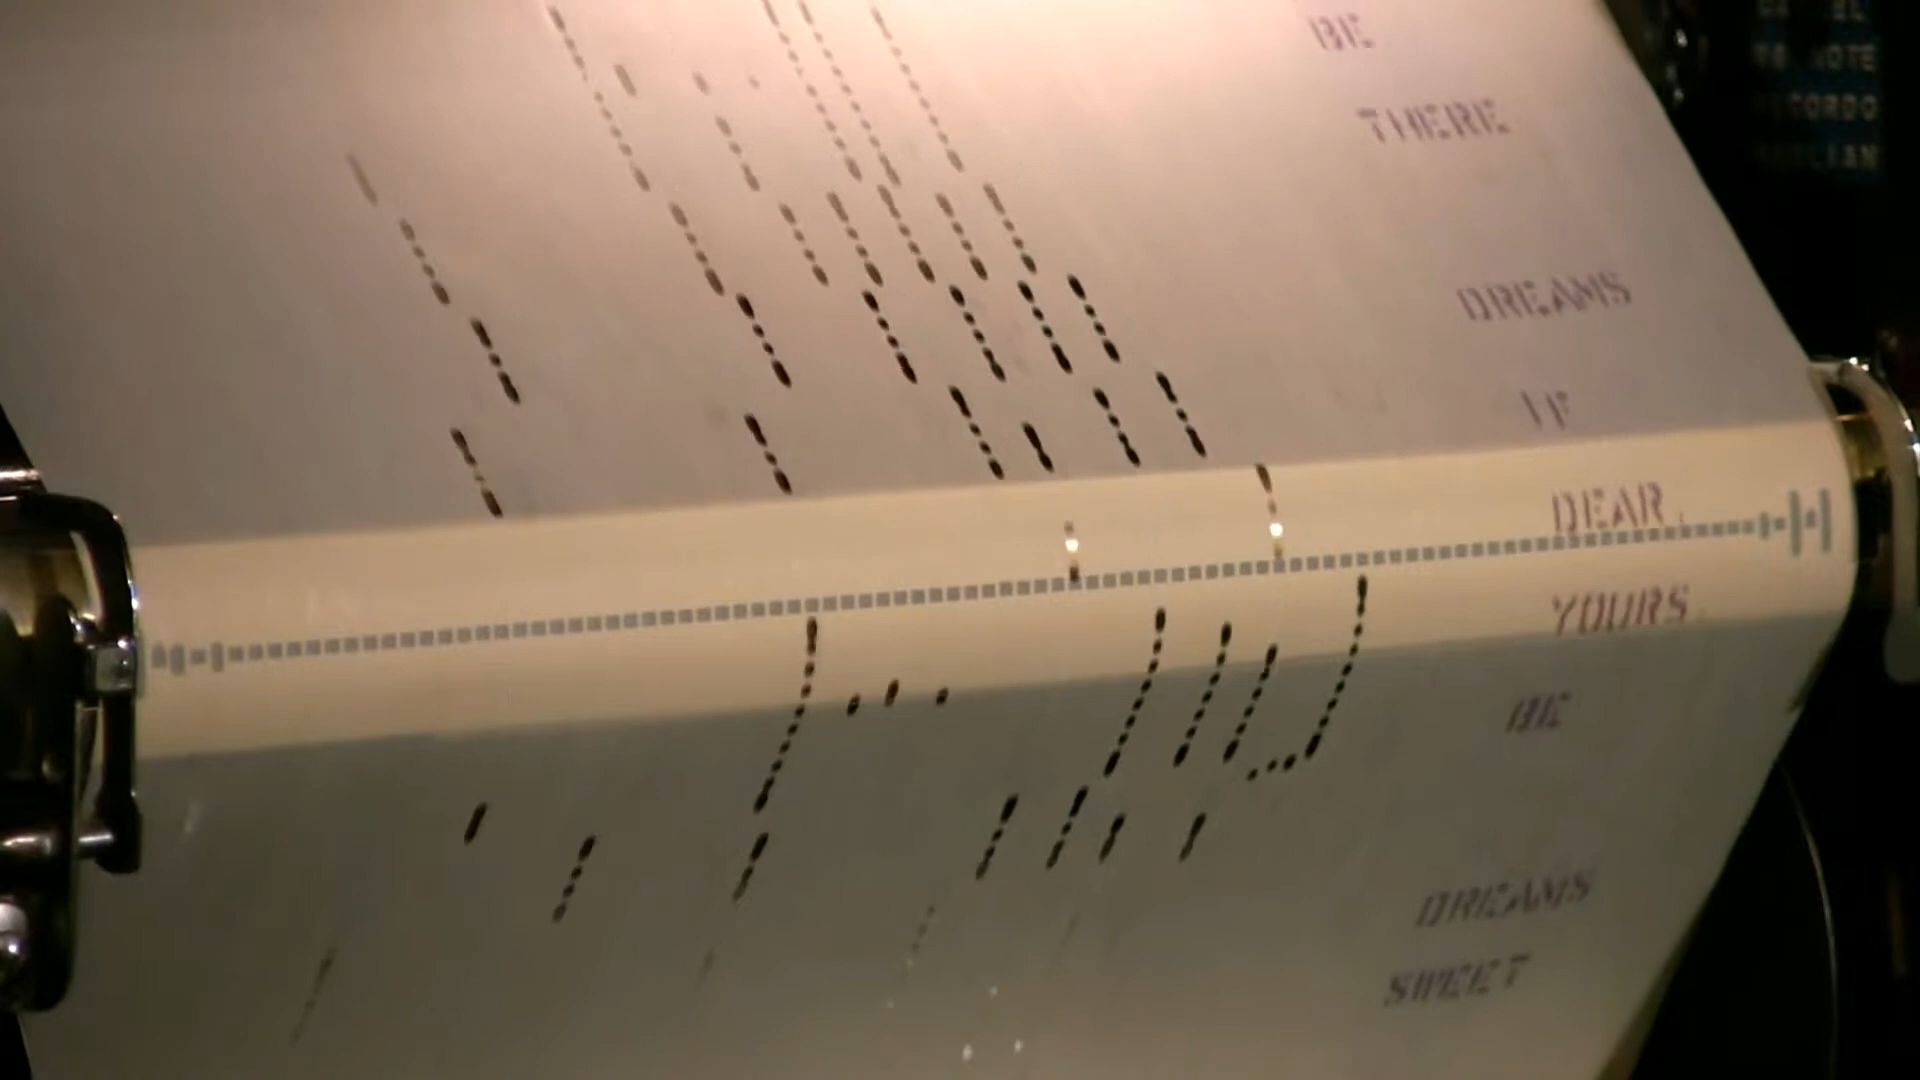 BE
THERE
DREAMS
IF
DEAR
YOURS
BE
DREAMS
SWEET